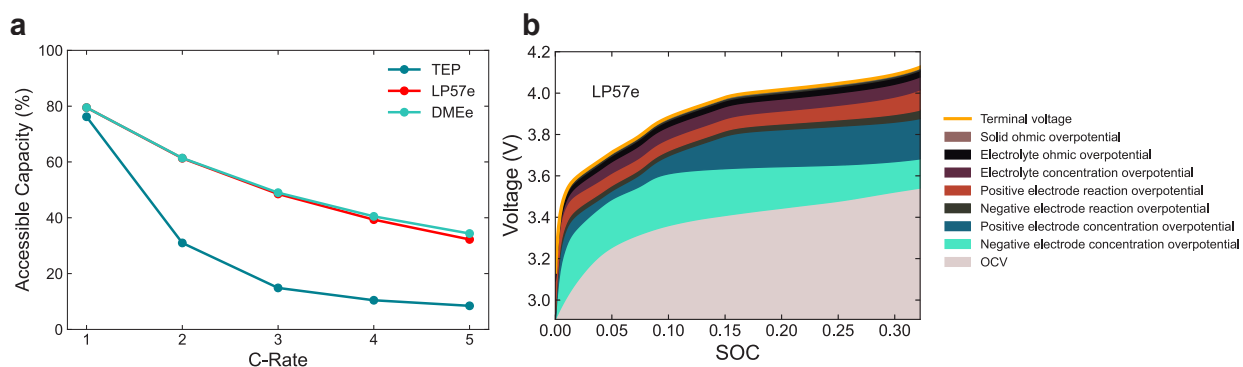 a
100
80
60
40
20
0
1
2
3
4
5
Accessible Capacity (%)
C-Rate
TEP
LP57e
DMEe
b
4.2
4.0
3.8
3.6
3.4
3.2
3.0
0.00
0.05
0.10
0.15
0.20
0.25
0.30
Voltage (V)
SOC
LP57e
Terminal voltage
Solid ohmic overpotential
Electrolyte ohmic overpotential
Electrolyte concentration overpotential
Positive electrode reaction overpotential
Negative electrode reaction overpotential
Positive electrode concentration overpotential
Negative electrode concentration overpotential
OCV